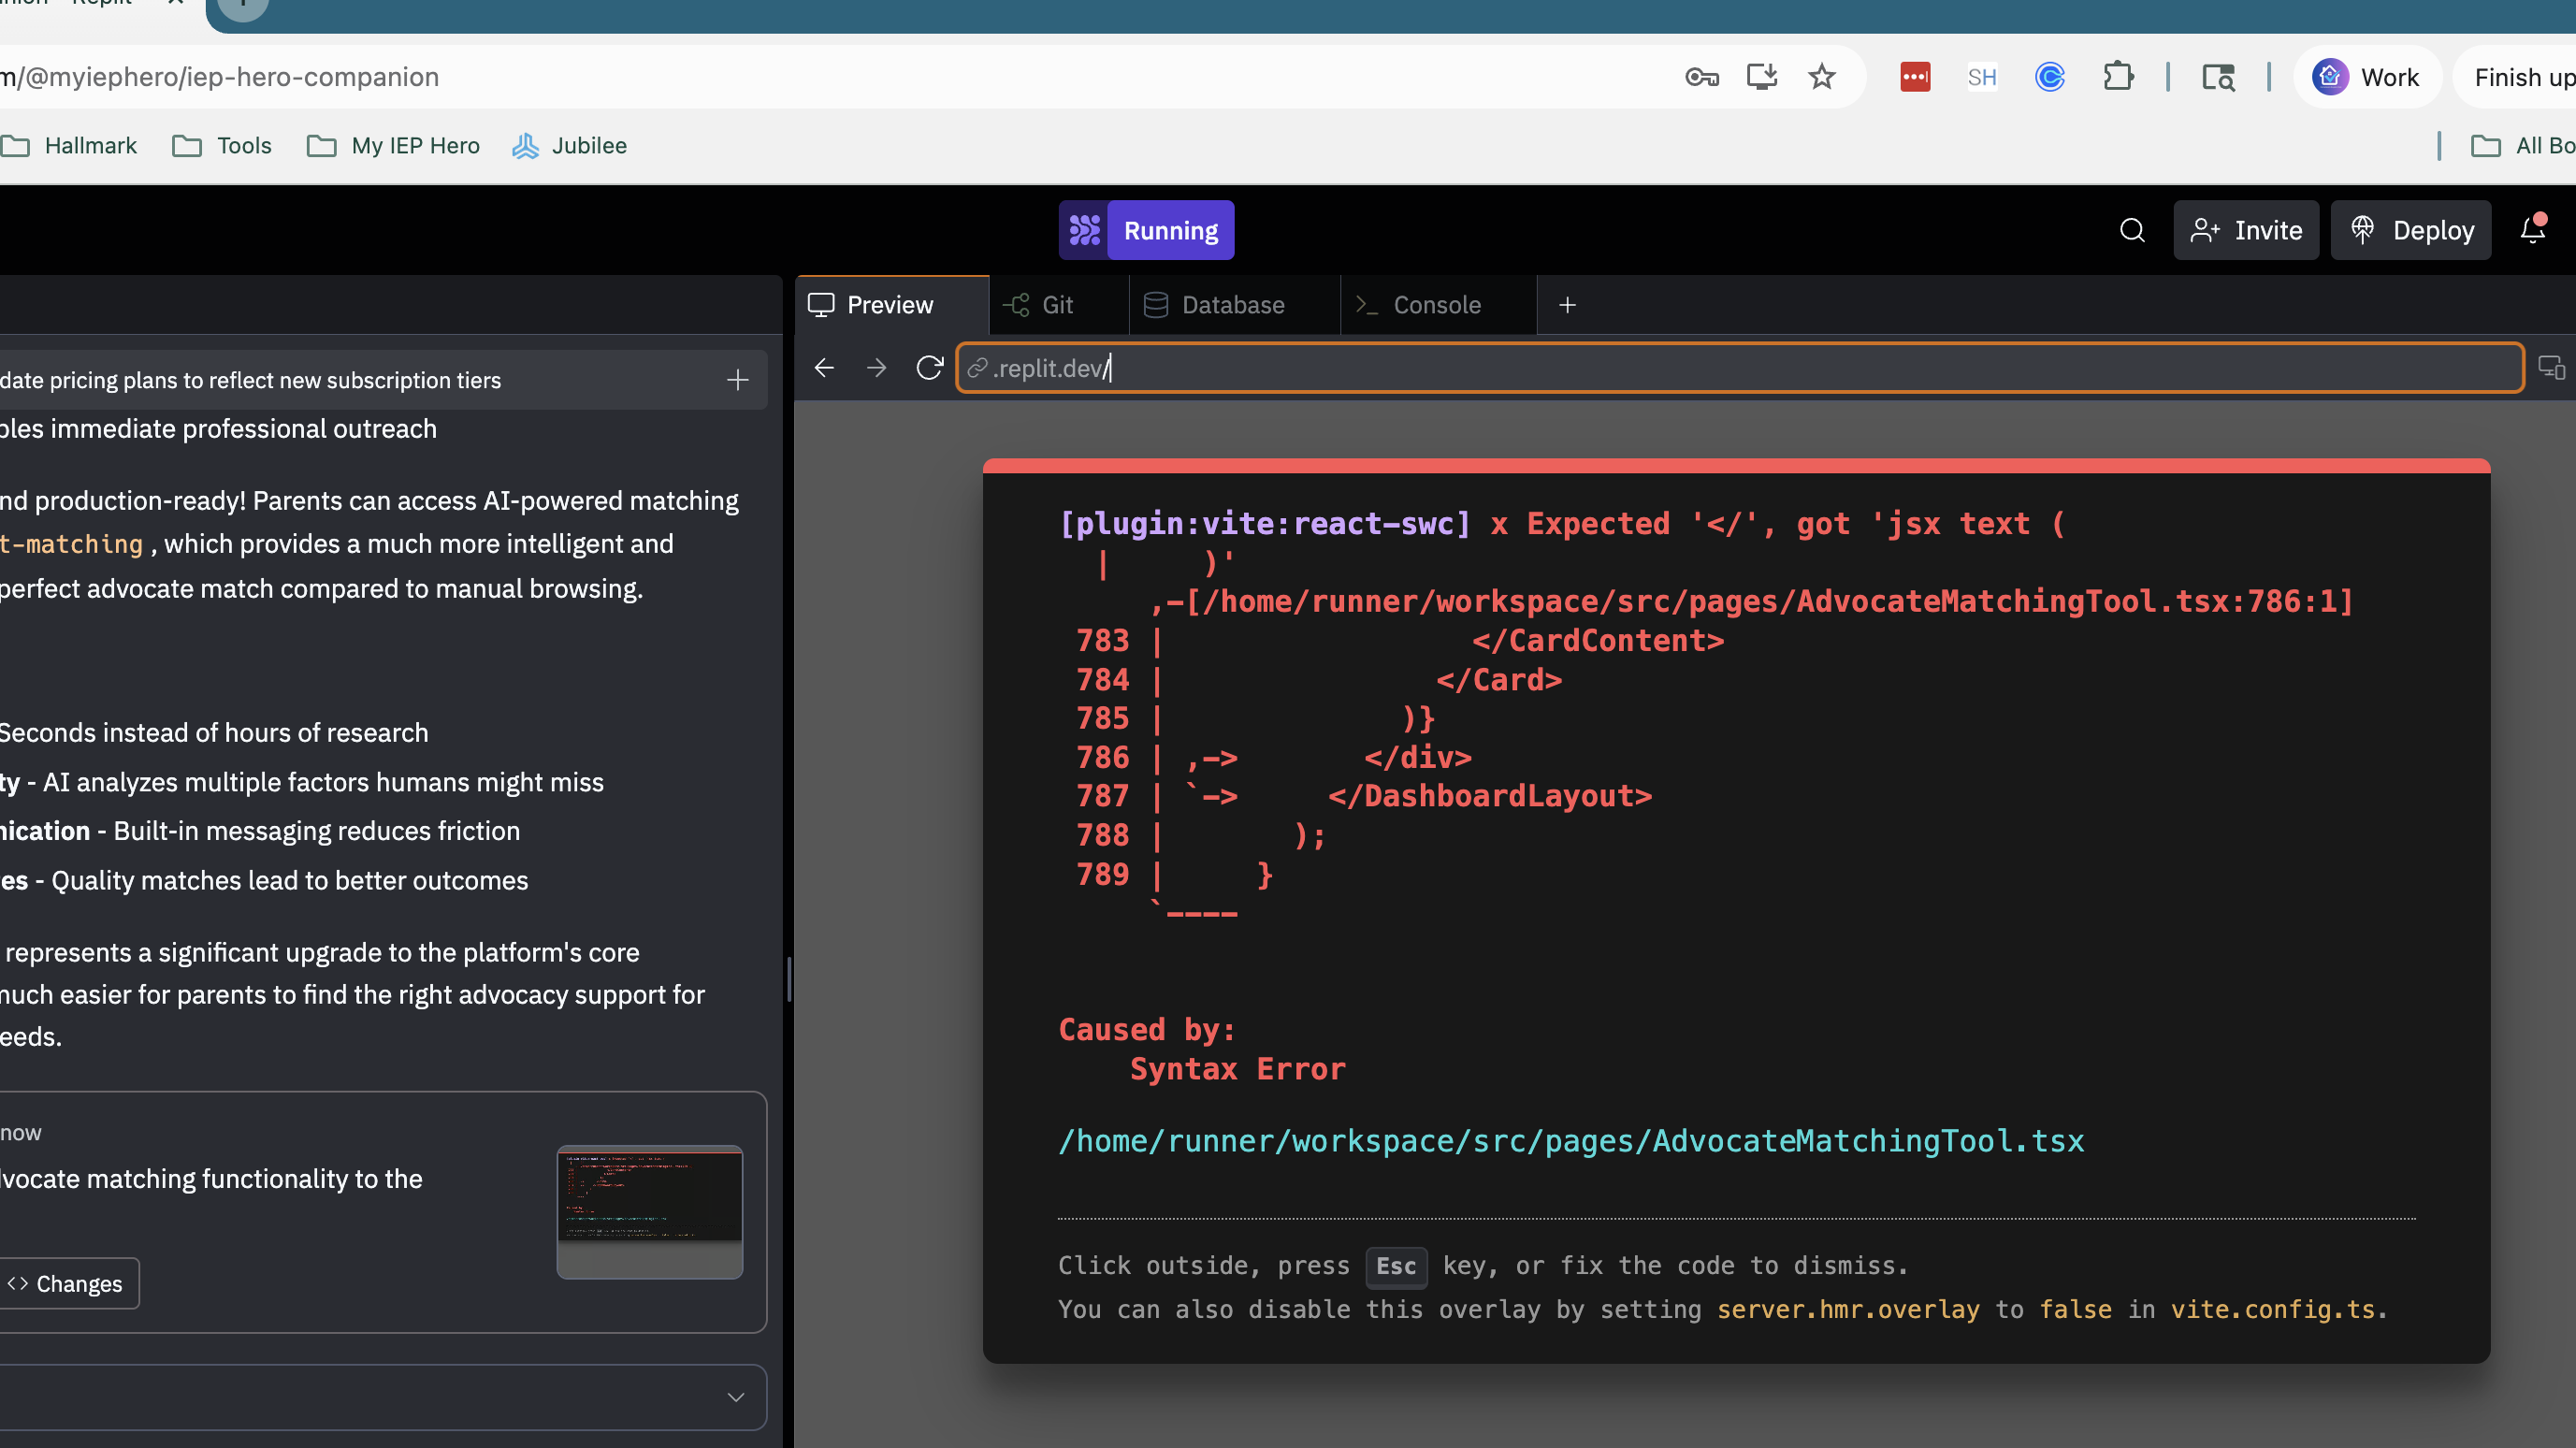 m/@myiephero/iep-hero-companion
SH
Work
Finish up
Hallmark
Tools
My IEP Hero
Jubilee
All Bo
Running
Invite
Deploy
Preview
Git
Database
Console
.replit.dev/
date pricing plans to reflect new subscription tiers
bles immediate professional outreach
nd production-ready! Parents can access AI-powered matching
t-matching , which provides a much more intelligent and
perfect advocate match compared to manual browsing.
Seconds instead of hours of research
ty - AI analyzes multiple factors humans might miss
nication - Built-in messaging reduces friction
es - Quality matches lead to better outcomes
represents a significant upgrade to the platform's core
much easier for parents to find the right advocacy support for
eeds.
now
dvocate matching functionality to the
<> Changes
[plugin:vite:react-swc] x Expected '</', got 'jsx text (
|     )'
,-[/home/runner/workspace/src/pages/AdvocateMatchingTool.tsx:786:1]
783 |                 </CardContent>
784 |               </Card>
785 |             )}
786 | ,->       </div>
787 | `->     </DashboardLayout>
788 |       );
789 |     }
`----
Caused by:
Syntax Error
/home/runner/workspace/src/pages/AdvocateMatchingTool.tsx
Click outside, press Esc key, or fix the code to dismiss.
You can also disable this overlay by setting server.hmr.overlay to false in vite.config.ts.